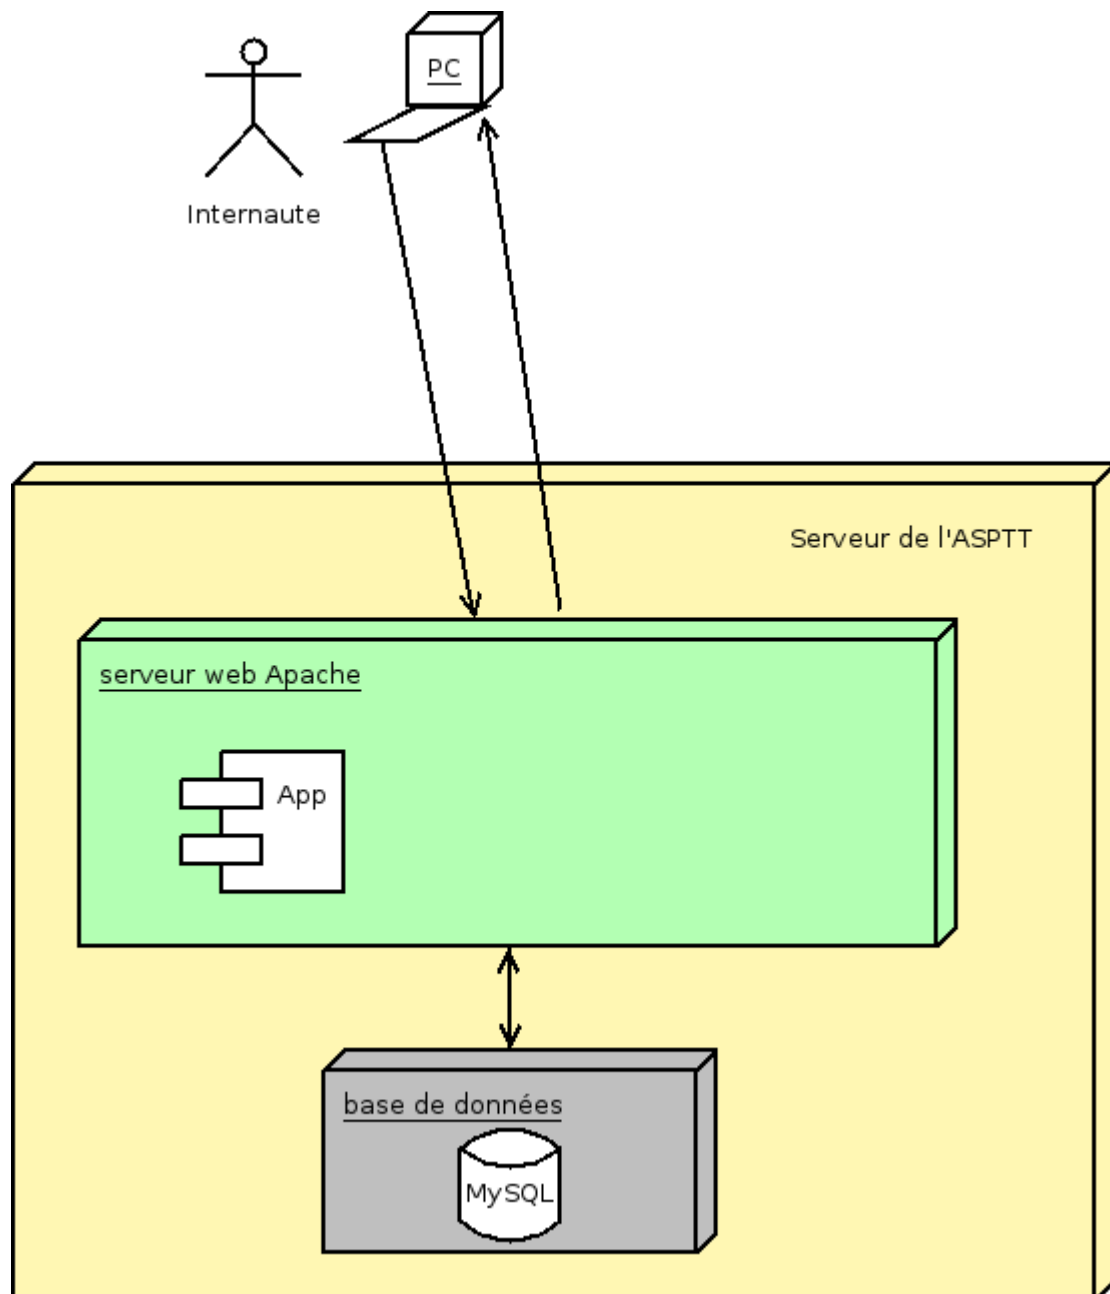 PC
Internaute
Serveur de l'ASPTT
serveur web Apache
App
base de données
MySQL